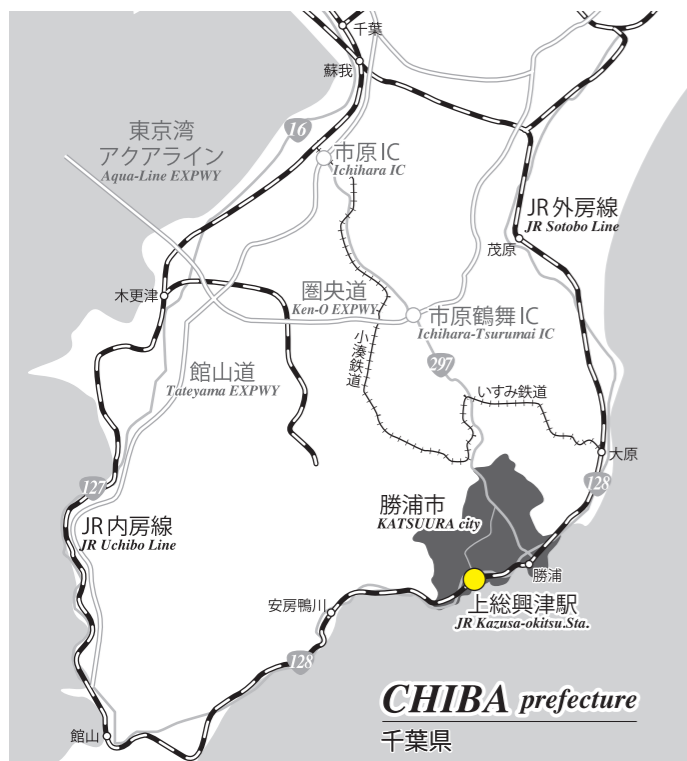 千葉
蘇我
16
東京湾
アクアライン
Aqua-Line EXPWY
市原IC
Ichihara IC
JR外房線
JR Sotobo Line
茂原
木更津
圏央道
Ken-O EXPWY
市原鶴舞IC
Ichihara-Tsurumai IC
小湊鉄道
297
館山道
Tateyama EXPWY
いすみ鉄道
大原
127
128
勝浦市
KATSUURA city
JR内房線
JR Uchibo Line
勝浦
上総興津駅
JR Kazusa-okitsu.Sta.
安房鴨川
128
CHIBA prefecture
千葉県
館山